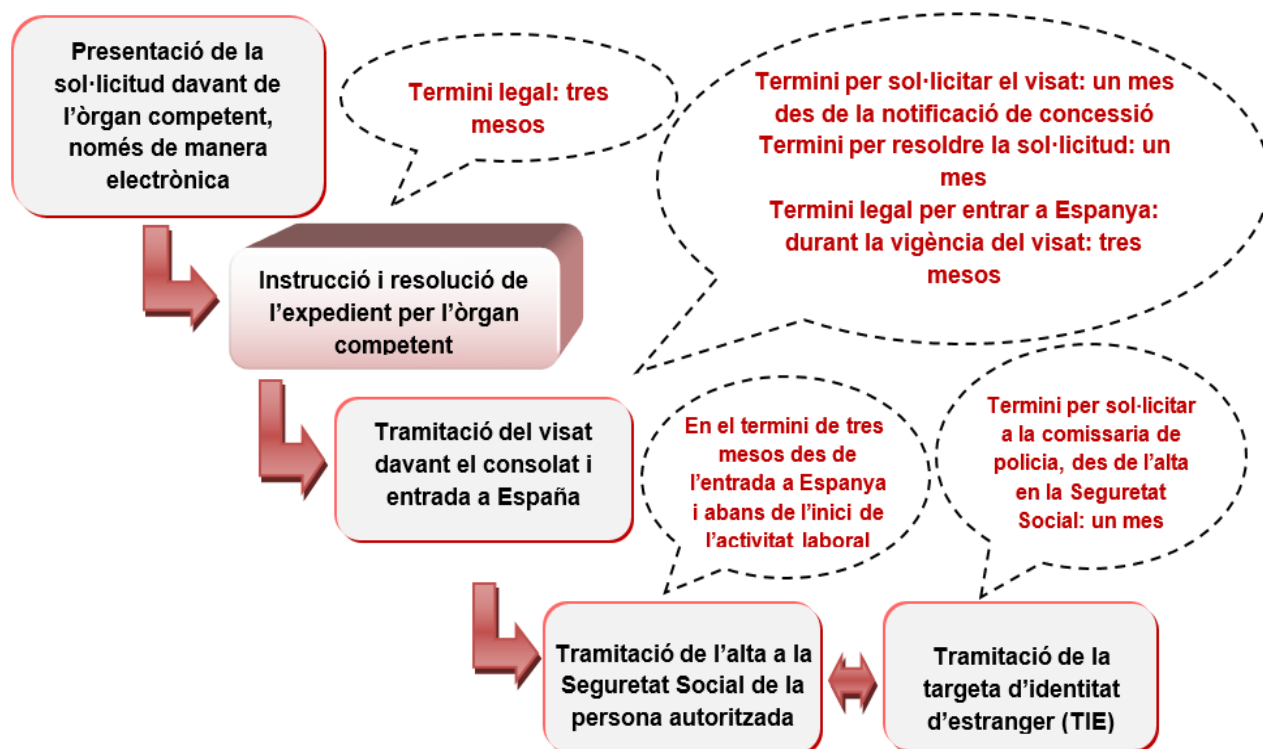 Presentació de la
sol·licitud davant de
l’òrgan competent,
només de manera
electrònica
Termini legal: tres
mesos
Termini per sol·licitar el visat: un mes
des de la notificació de concessió
Termini per resoldre la sol·licitud: un
mes
Termini legal per entrar a Espanya:
durant la vigència del visat: tres
mesos
Instrucció i resolució de
l’expedient per l’òrgan
competent
Tramitació del visat
davant el consolat i
entrada a España
En el termini de tres
mesos des de
l’entrada a Espanya
i abans de l’inici de
l’activitat laboral
Termini per sol·licitar
a la comissaria de
policia, des de l’alta
en la Seguretat
Social: un mes
Tramitació de l’alta a la
Seguretat Social de la
persona autoritzada
Tramitació de la
targeta d’identitat
d’estranger (TIE)